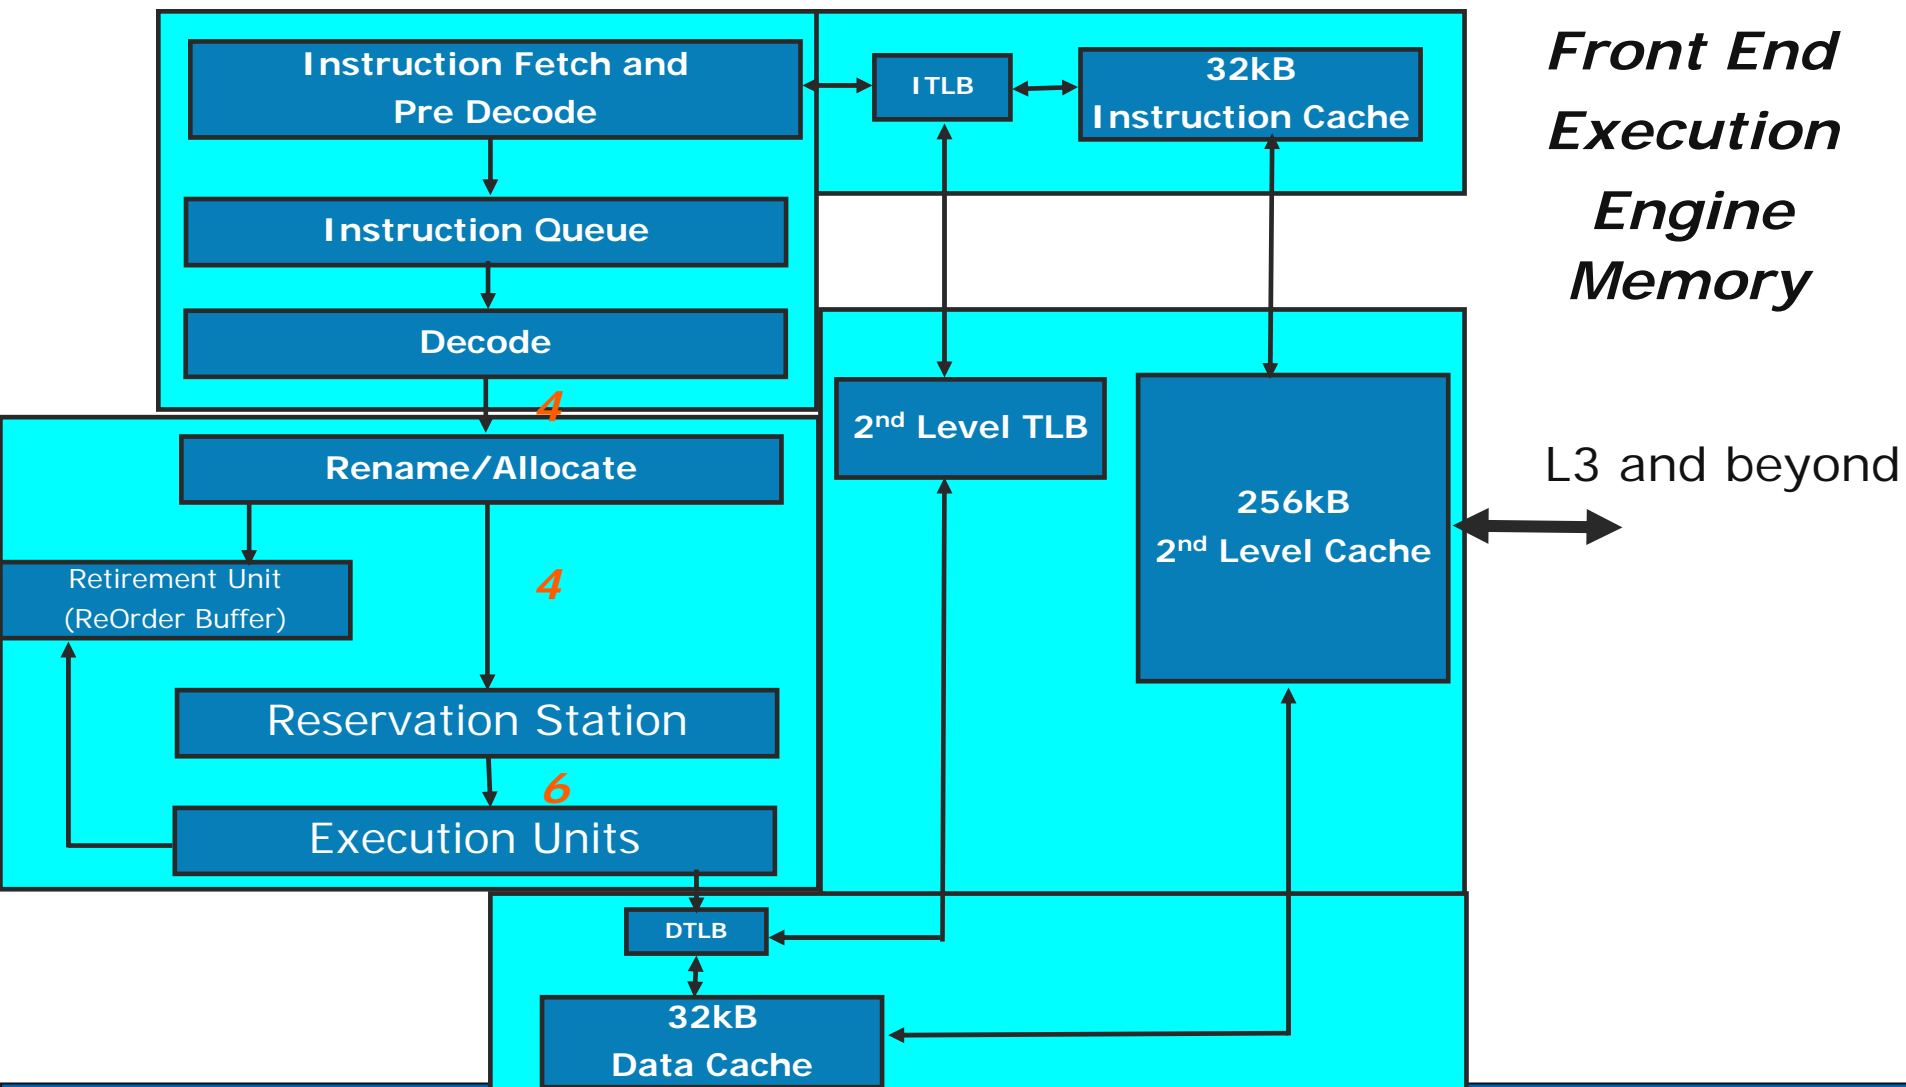 Instruction Fetch and
Pre Decode
ITLB
32kB
Instruction Cache
Front End
Execution
Engine
Memory
Instruction Queue
Decode
4
Rename/Allocate
2nd Level TLB
256kB
2nd Level Cache
L3 and beyond
Retirement Unit
(ReOrder Buffer)
4
Reservation Station
6
Execution Units
DTLB
32kB
Data Cache